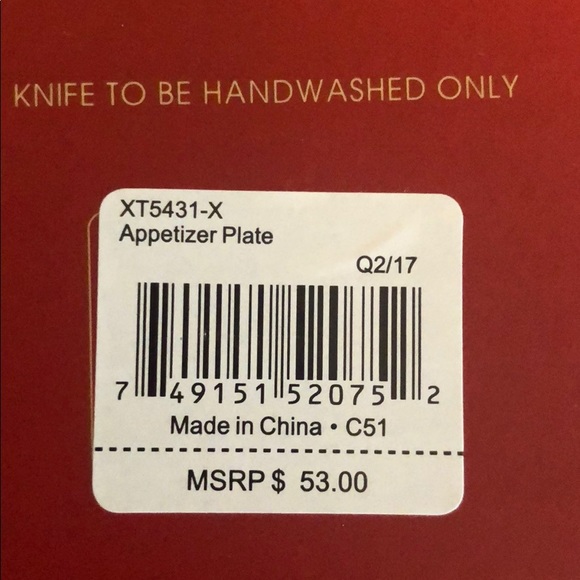 KNIFE TO BE HANDWASHED ONLY
XT5431-X
Appetizer Plate
Q2/17
7 49151 52075 2
Made in China • C51
MSRP $ 53.00